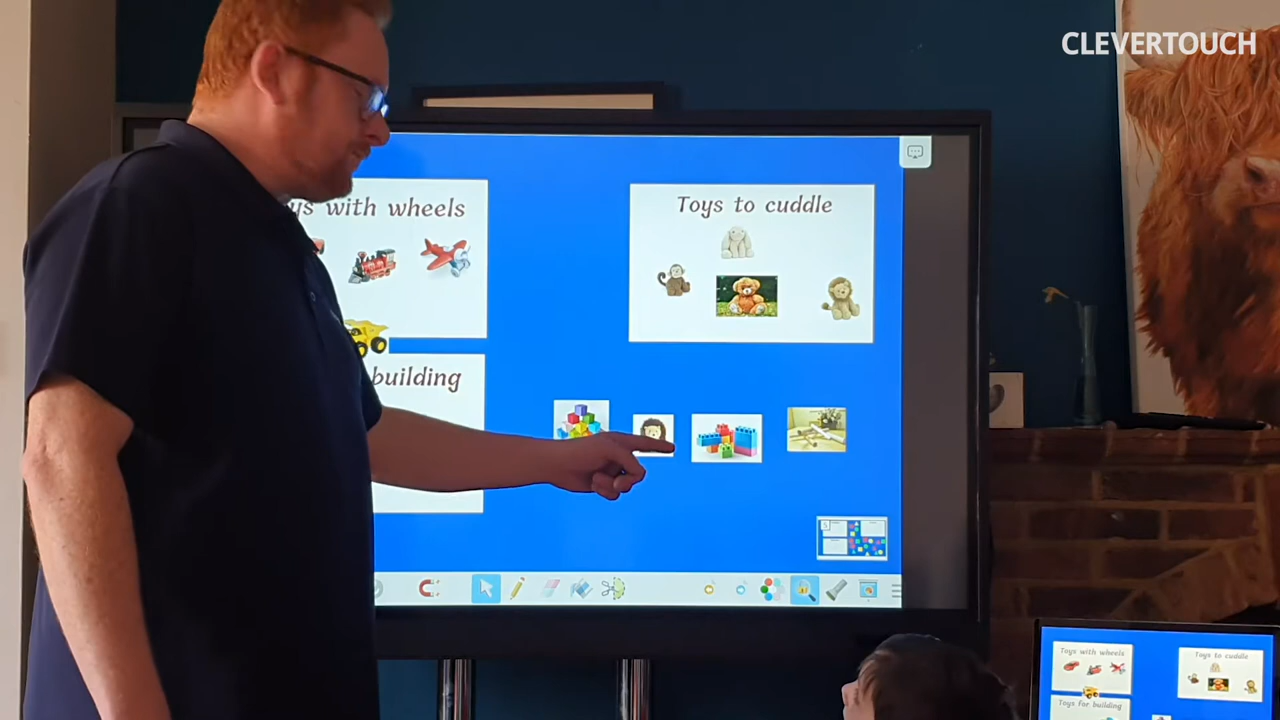 CLEVERTOUCH
ys with wheels
Toys to cuddle
building
Toys with wheels
Toys to cuddle
Toys for building